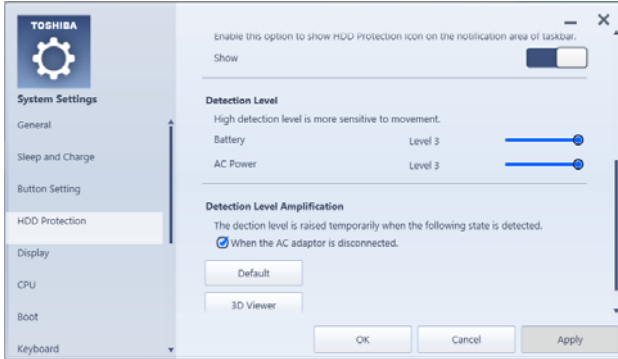 TOSHIBA
System Settings
General
Sleep and Charge
Button Setting
HDD Protection
Display
CPU
Boot
Keyboard
Enable this option to show HDD Protection icon on the notification area of taskbar.
Show
Detection Level
High detection level is more sensitive to movement.
Battery Level 3
AC Power Level 3
Detection Level Amplification
The dection level is raised temporarily when the following state is detected.
When the AC adaptor is disconnected.
Default
3D Viewer
OK Cancel Apply